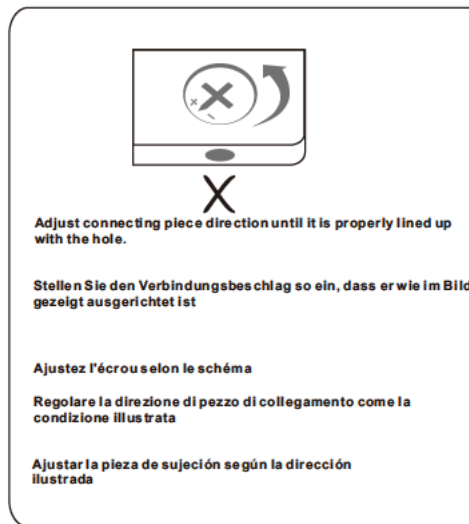 X
Adjust connecting piece direction until it is properly lined up
with the hole.
Stellen Sie den Verbindungsbeschlag so ein, dass er wie im Bild
gezeigt ausgerichtet ist
Ajustez l'écrou selon le schéma
Regolare la direzione di pezzo di collegamento come la
condizione illustrata
Ajustar la pieza de sujeción según la dirección
ilustrada